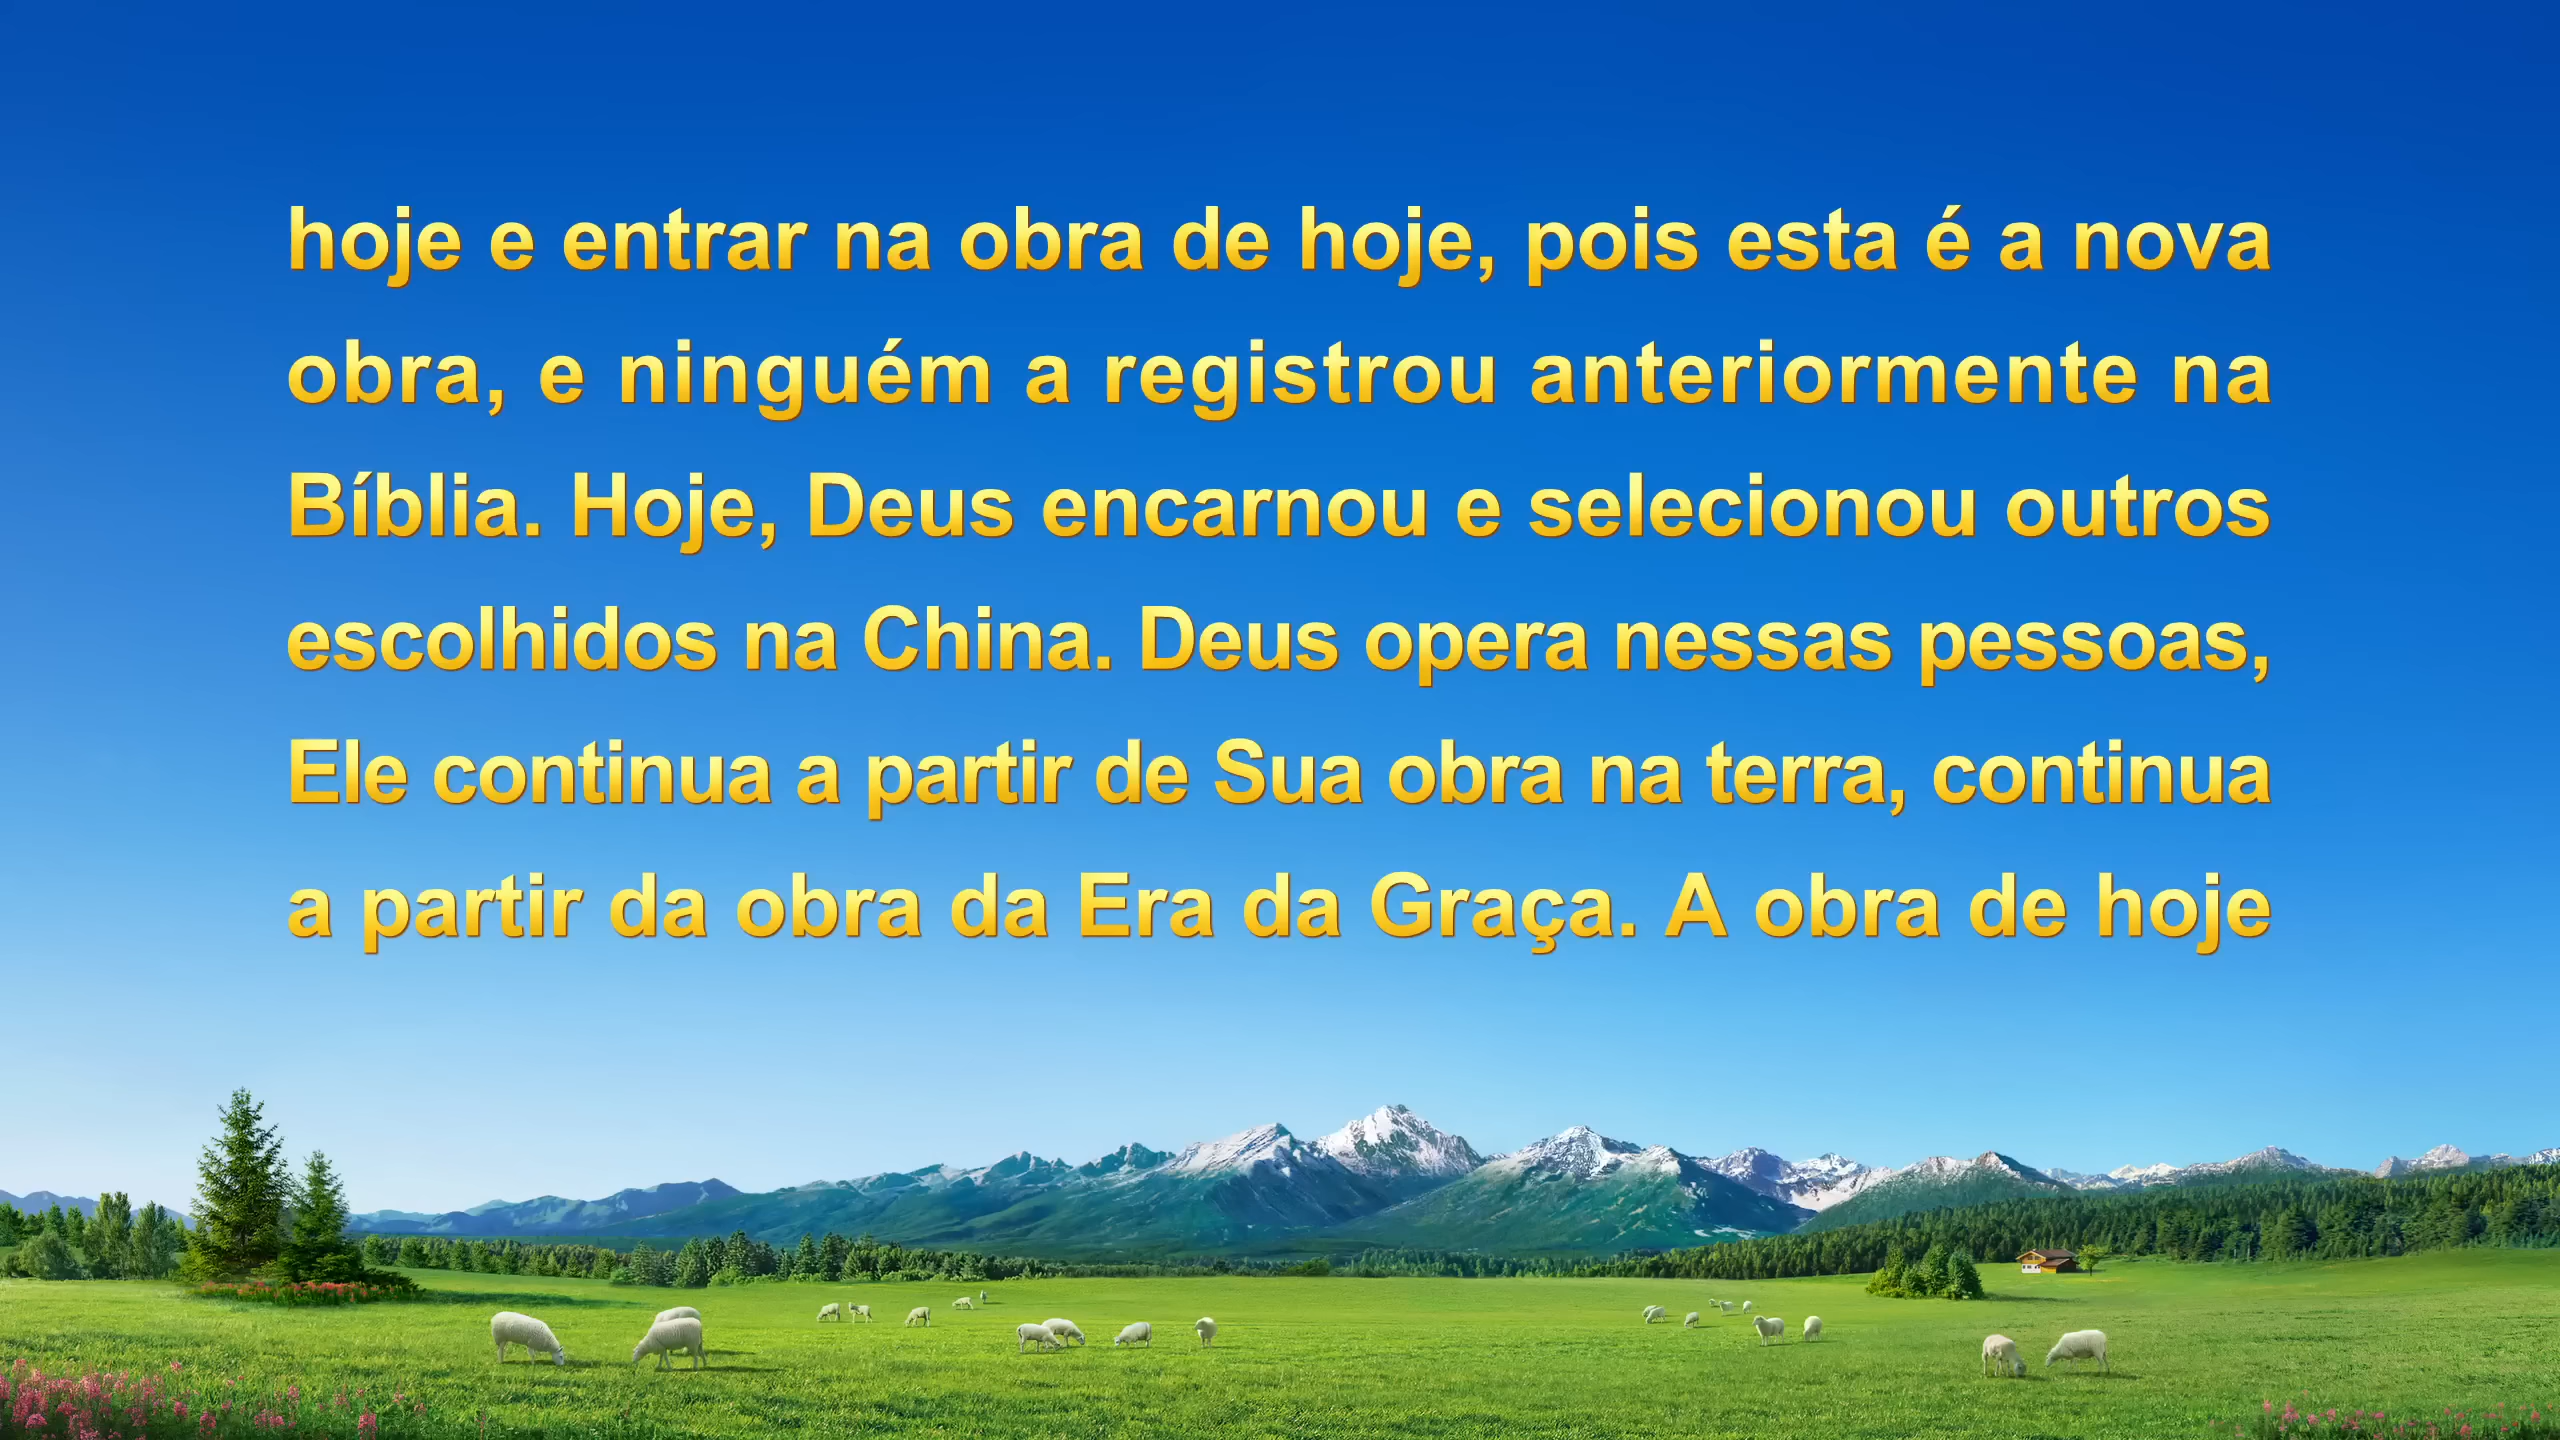 hoje e entrar na obra de hoje, pois esta é a nova
obra, e ninguém a registrou anteriormente na
Bíblia. Hoje, Deus encarnou e selecionou outros
escolhidos na China. Deus opera nessas pessoas,
Ele continua a partir de Sua obra na terra, continua
a partir da obra da Era da Graça. A obra de hoje